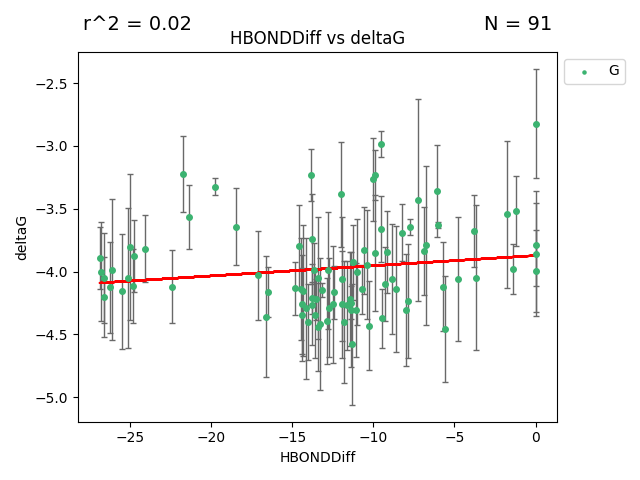 r^2 = 0.02
N = 91
HBONDDiff vs deltaG
G
deltaG
−2.5
−3.0
−3.5
−4.0
−4.5
−5.0
−25
−20
−15
−10
−5
0
HBONDDiff